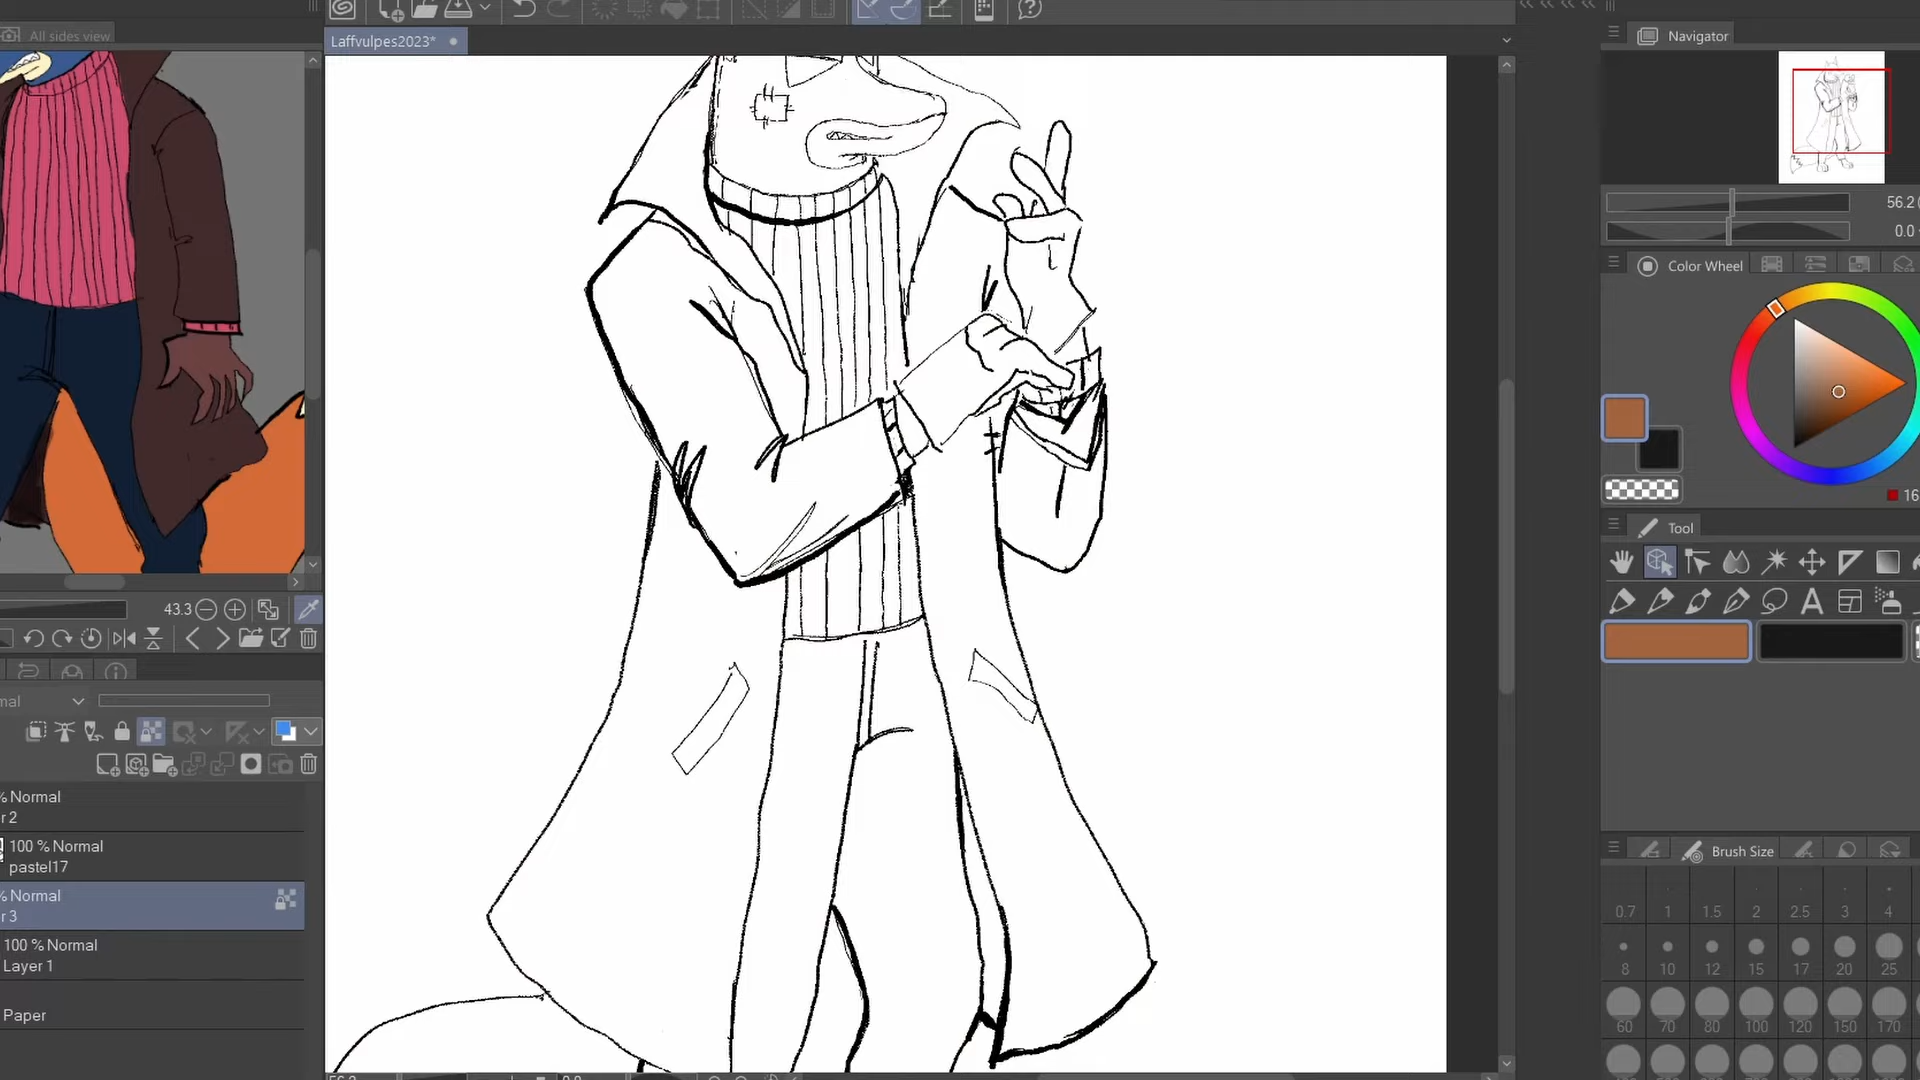 All sides view
Laffvulpes2023*
Navigator
56.2
0.0
Color Wheel
16
Tool
43.3
mal
% Normal
r 2
100 % Normal
pastel17
% Normal
r 3
100 % Normal
Layer 1
Paper
Brush Size
0.7 1 1.5 2 2.5 3 4
8 10 12 15 17 20 25
60 70 80 100 120 150 170